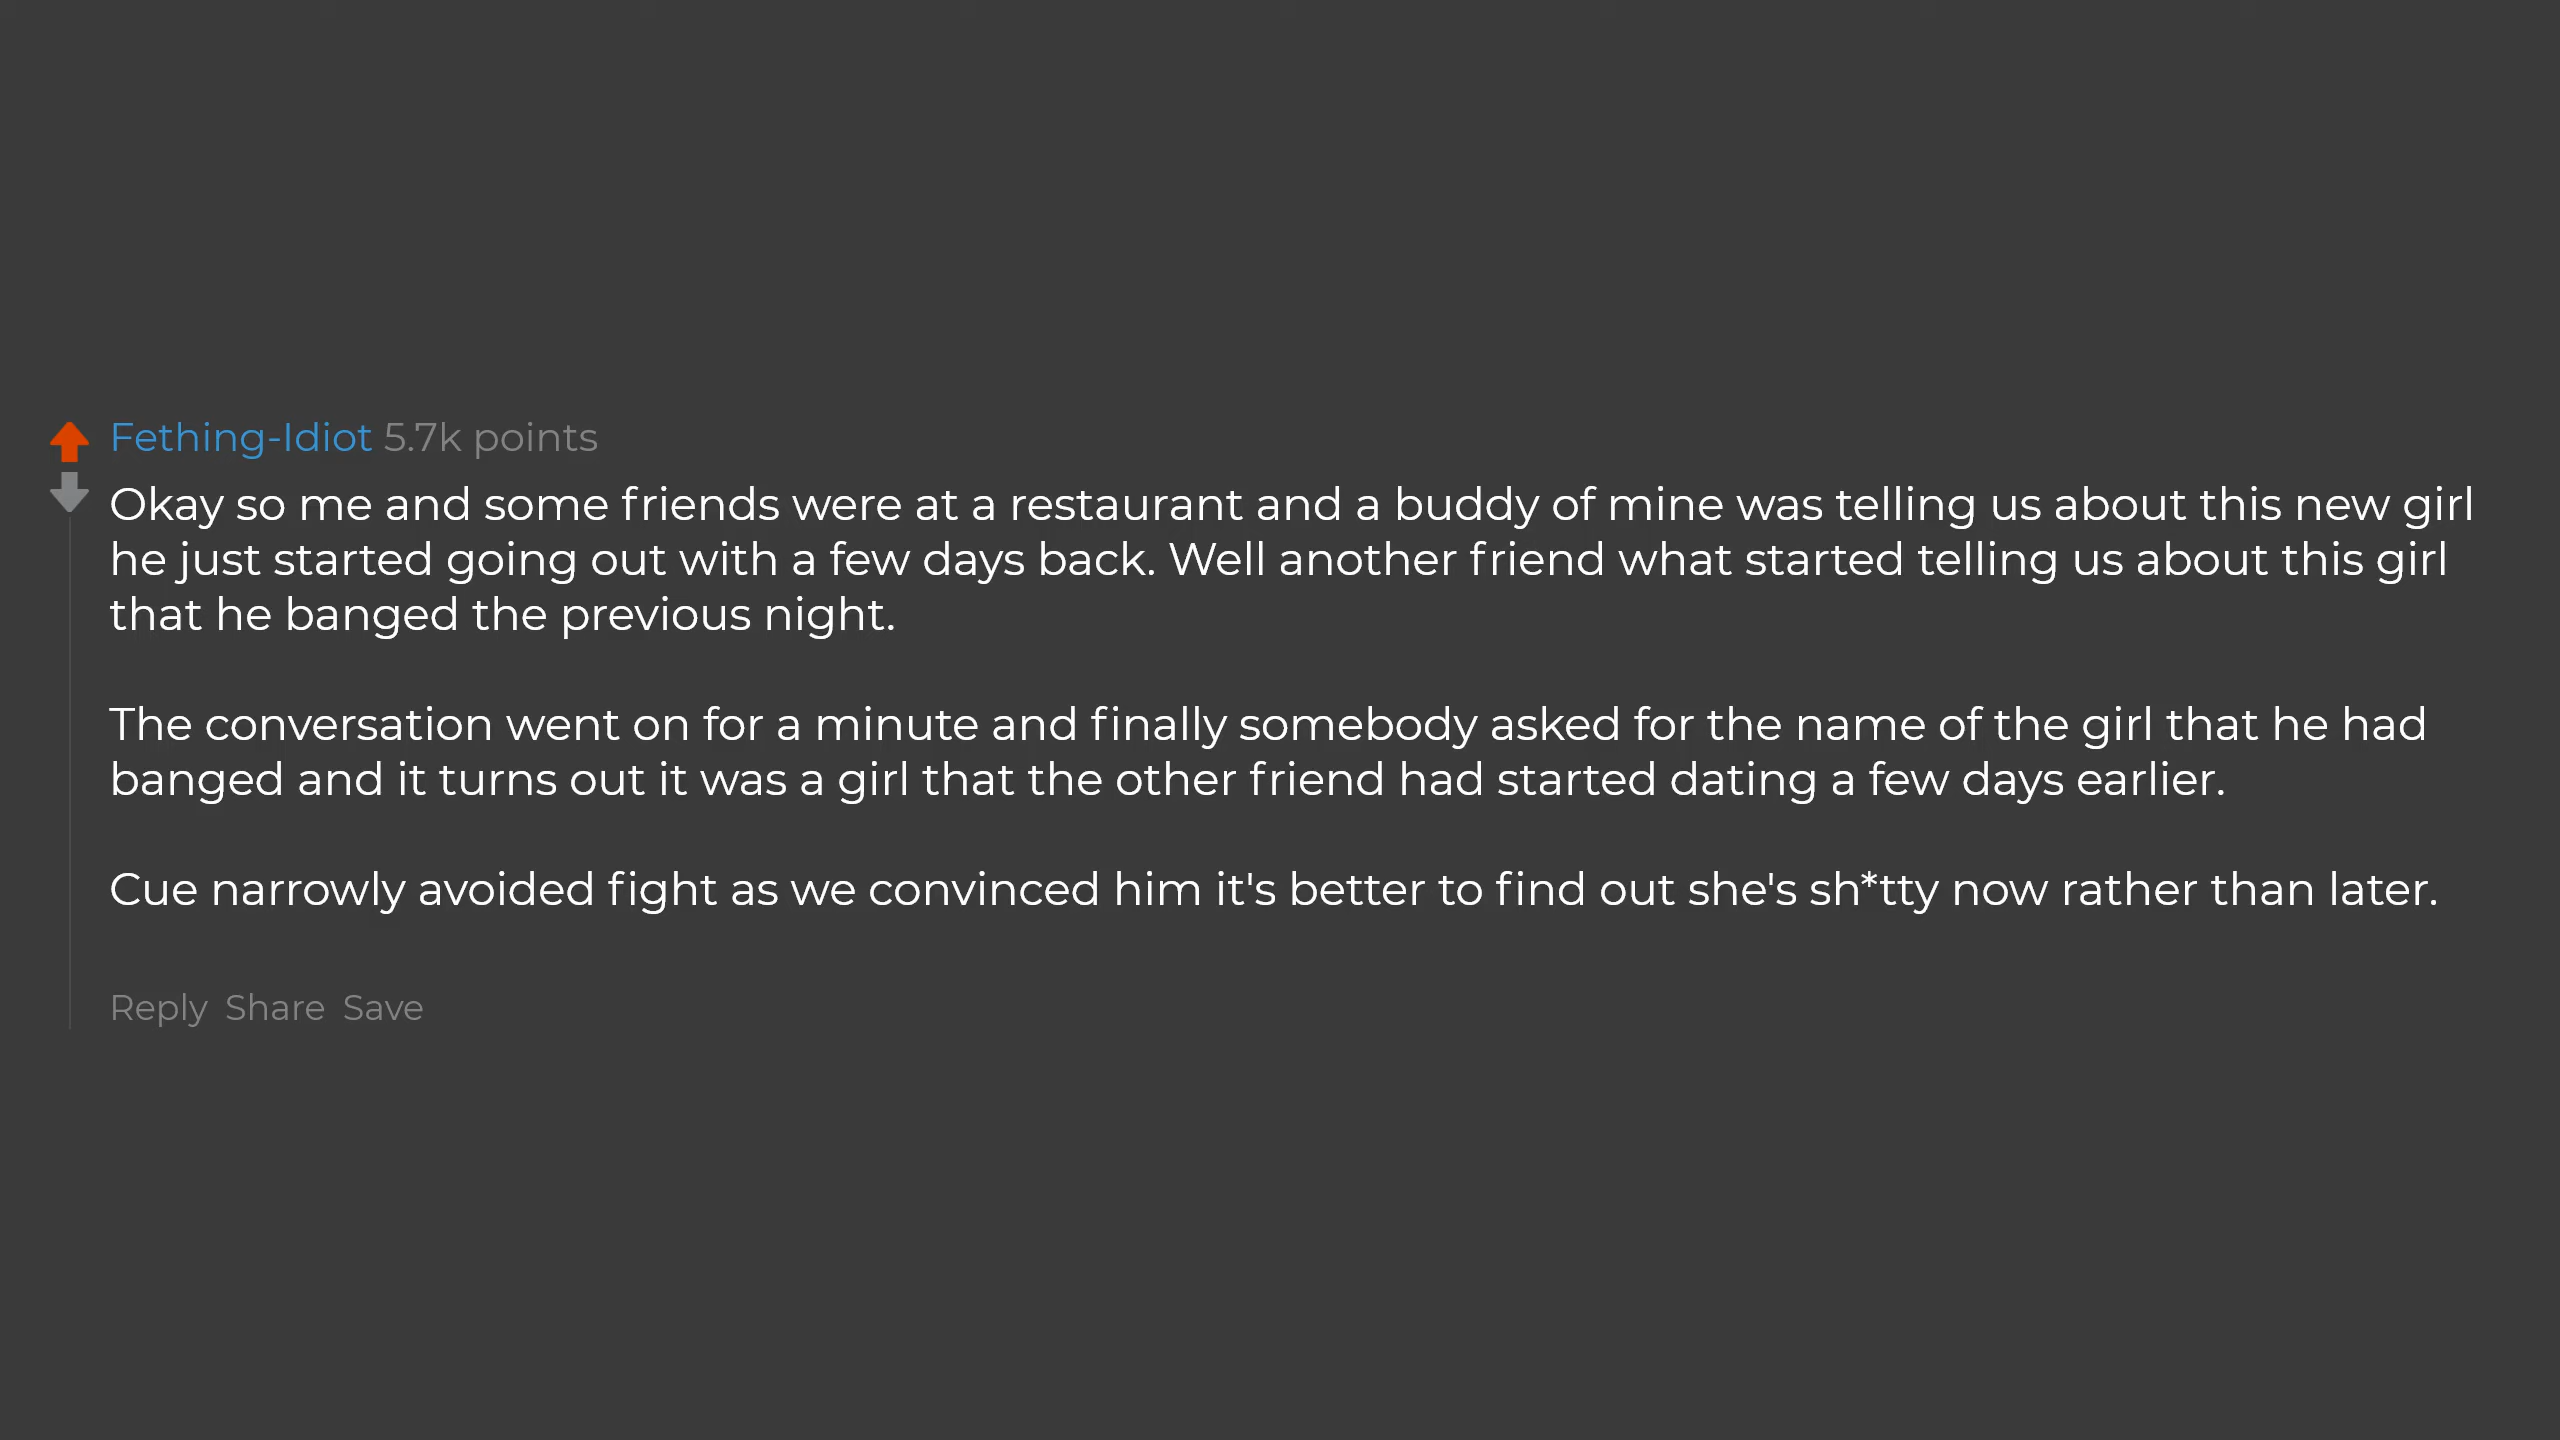 Fething-Idiot 5.7k points
Okay so me and some friends were at a restaurant and a buddy of mine was telling us about this new girl
he just started going out with a few days back. Well another friend what started telling us about this girl
that he banged the previous night.
The conversation went on for a minute and finally somebody asked for the name of the girl that he had
banged and it turns out it was a girl that the other friend had started dating a few days earlier.
Cue narrowly avoided fight as we convinced him it's better to find out she's sh*tty now rather than later.
Reply Share Save